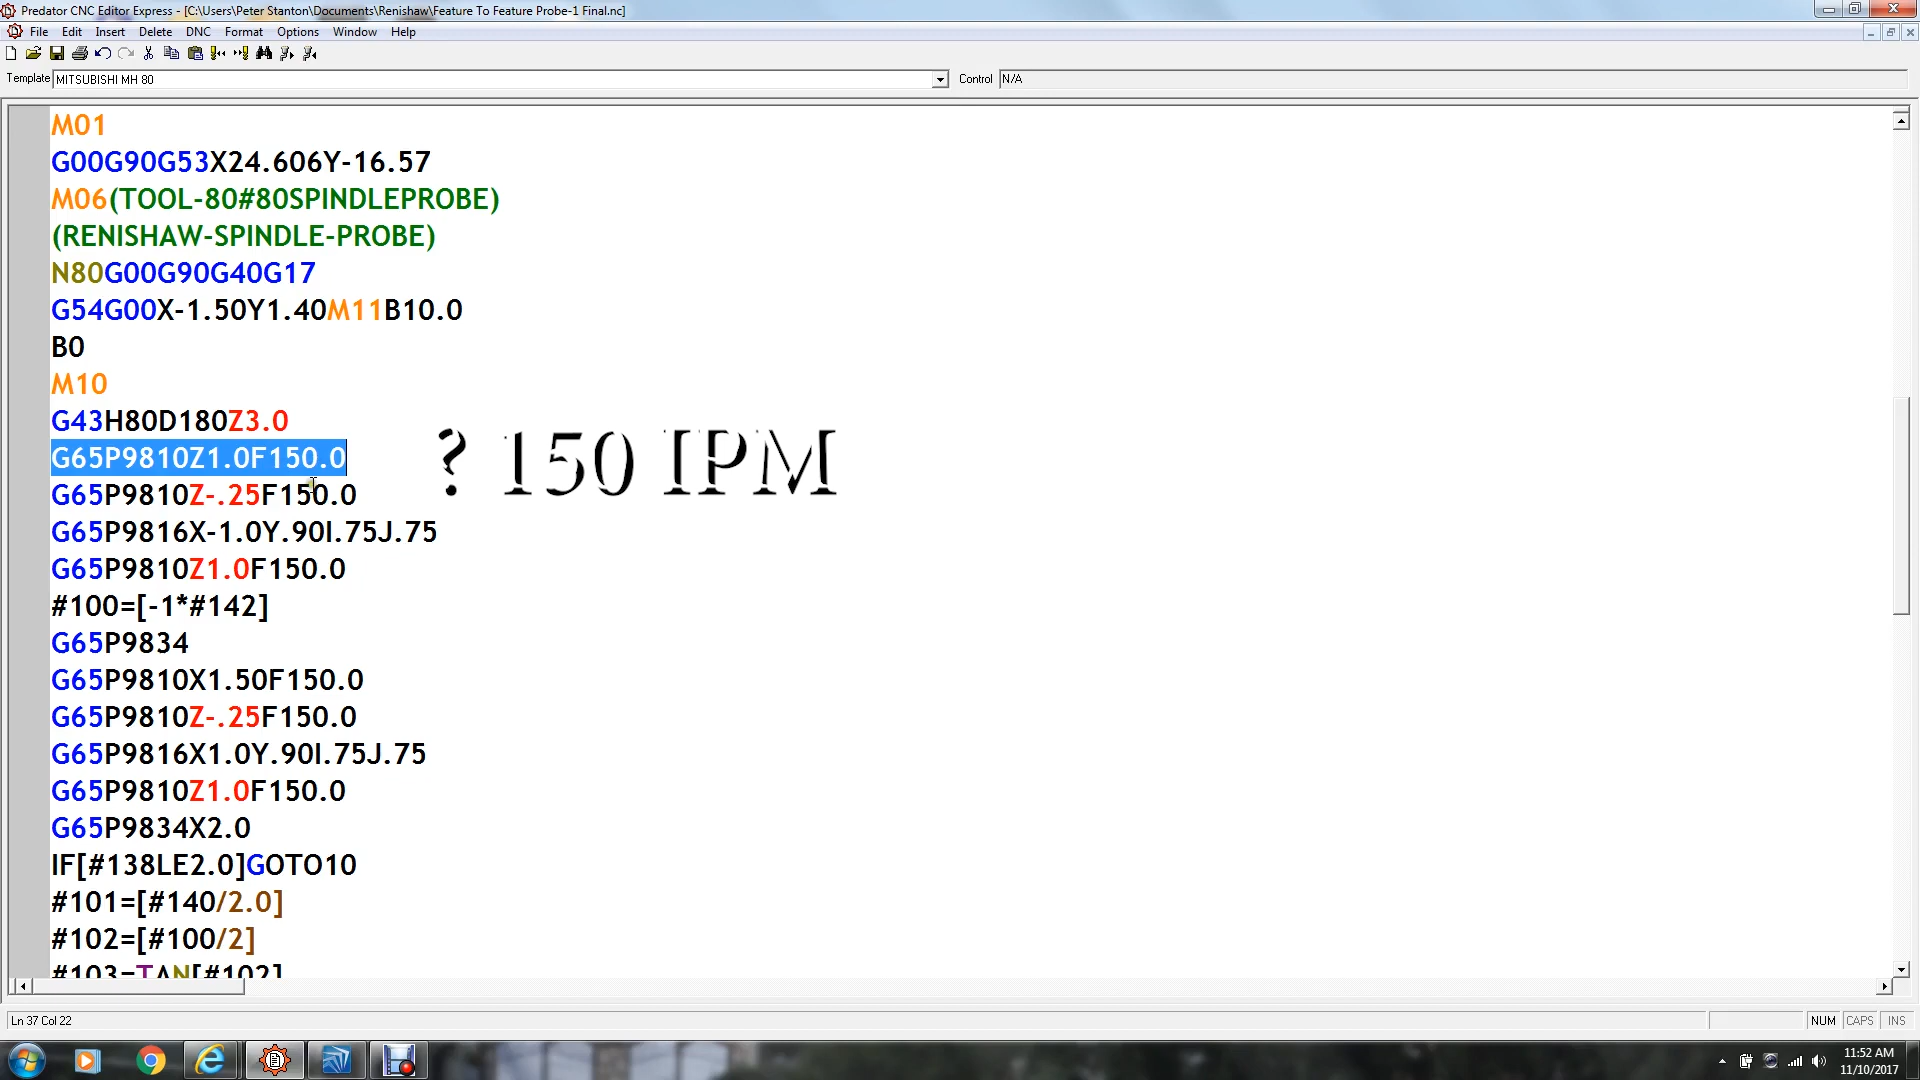 Predator CNC Editor Express - [C:\Users\Peter Stanton\Documents\Renishaw\Feature To Feature Probe-1 Final.nc]
File Edit Insert Delete DNC Format Options Window Help
Template MITSUBISHI MH 80 Control N/A
M01
G00G90G53X24.606Y-16.57
M06(TOOL-80#80SPINDLEPROBE)
(RENISHAW-SPINDLE-PROBE)
N80G00G90G40G17
G54G00X-1.50Y1.40M11B10.0
B0
M10
G43H80D180Z3.0
G65P9810Z1.0F150.0
? 150 IPM
G65P9810Z-.25F150.0
G65P9816X-1.0Y.90I.75J.75
G65P9810Z1.0F150.0
#100=[-1*#142]
G65P9834
G65P9810X1.50F150.0
G65P9810Z-.25F150.0
G65P9816X1.0Y.90I.75J.75
G65P9810Z1.0F150.0
G65P9834X2.0
IF[#138LE2.0]GOTO10
#101=[#140/2.0]
#102=[#100/2]
#103=TAN[#102]
Ln 37 Col 22 NUM CAPS INS
11:52 AM
11/10/2017